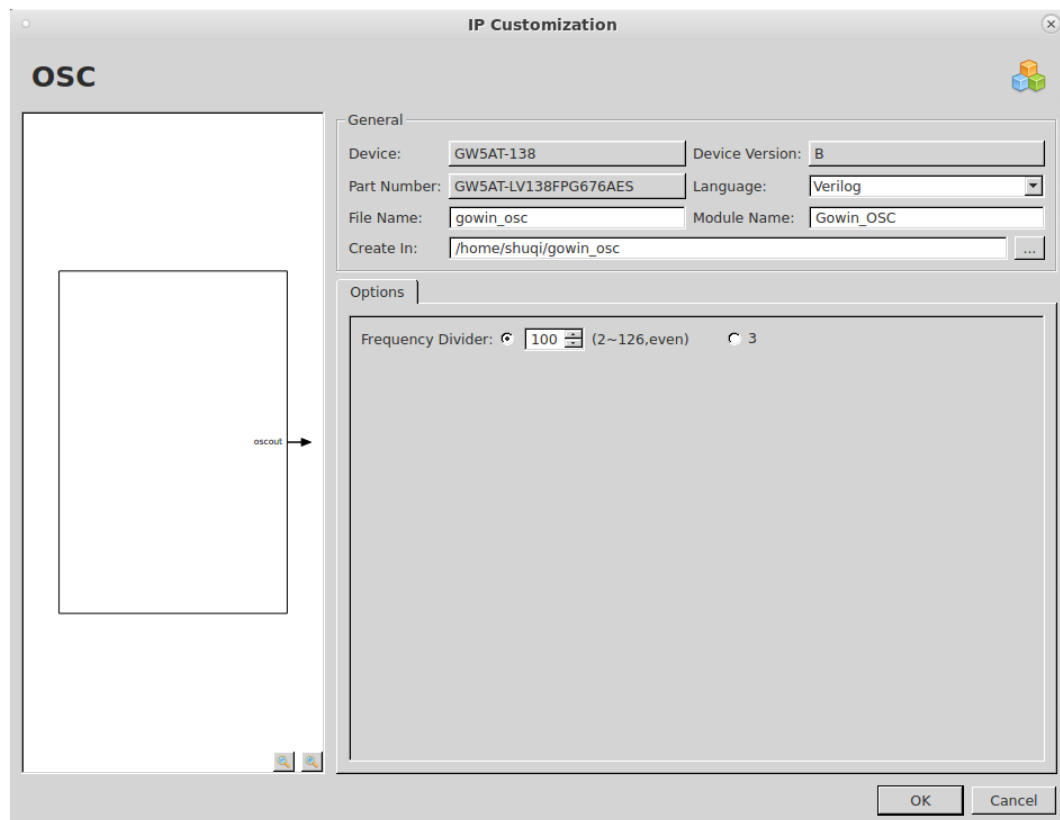 IP Customization
OSC
General
Device: GW5AT-138 Device Version: B
Part Number: GW5AT-LV138FPG676AES Language: Verilog
File Name: gowin_osc Module Name: Gowin_OSC
Create In: /home/shuqi/gowin_osc ...
Options
Frequency Divider: 100 (2~126,even) 3
oscout
OK Cancel